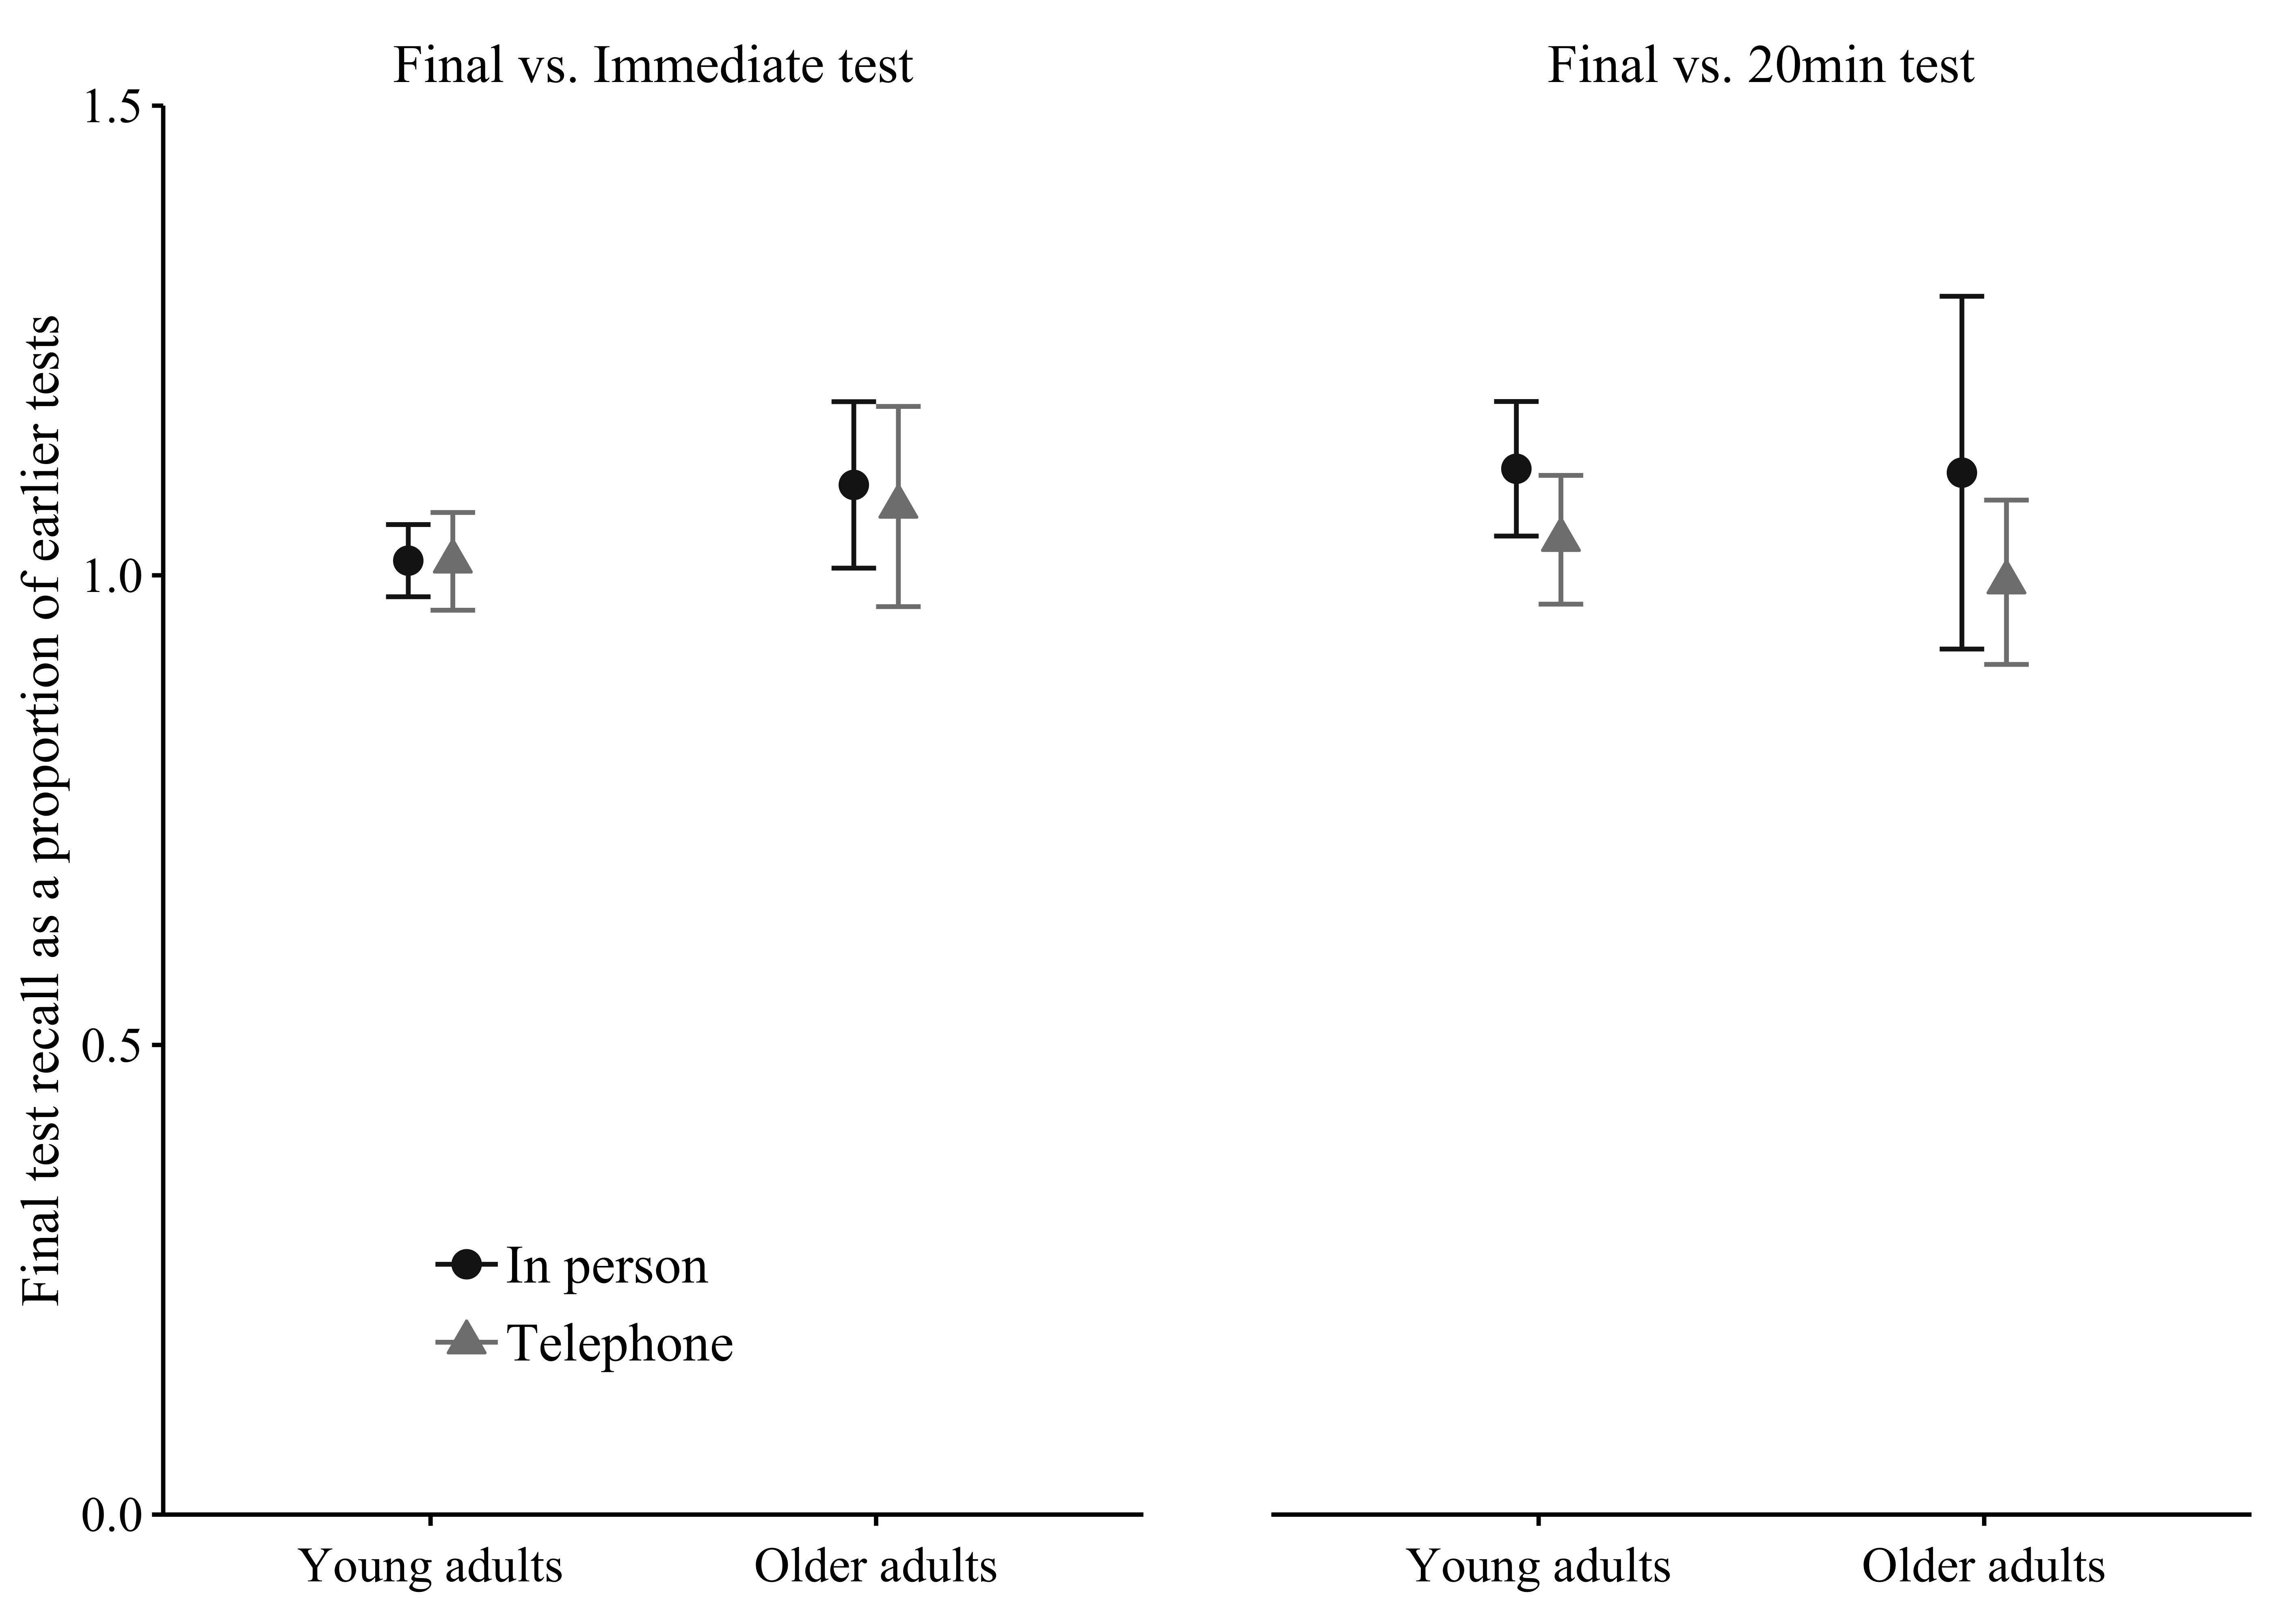 Final vs. Immediate test
Final vs. 20min test
Final test recall as a proportion of earlier tests
1.5
1.0
0.5
0.0
In person
Telephone
Young adults
Older adults
Young adults
Older adults